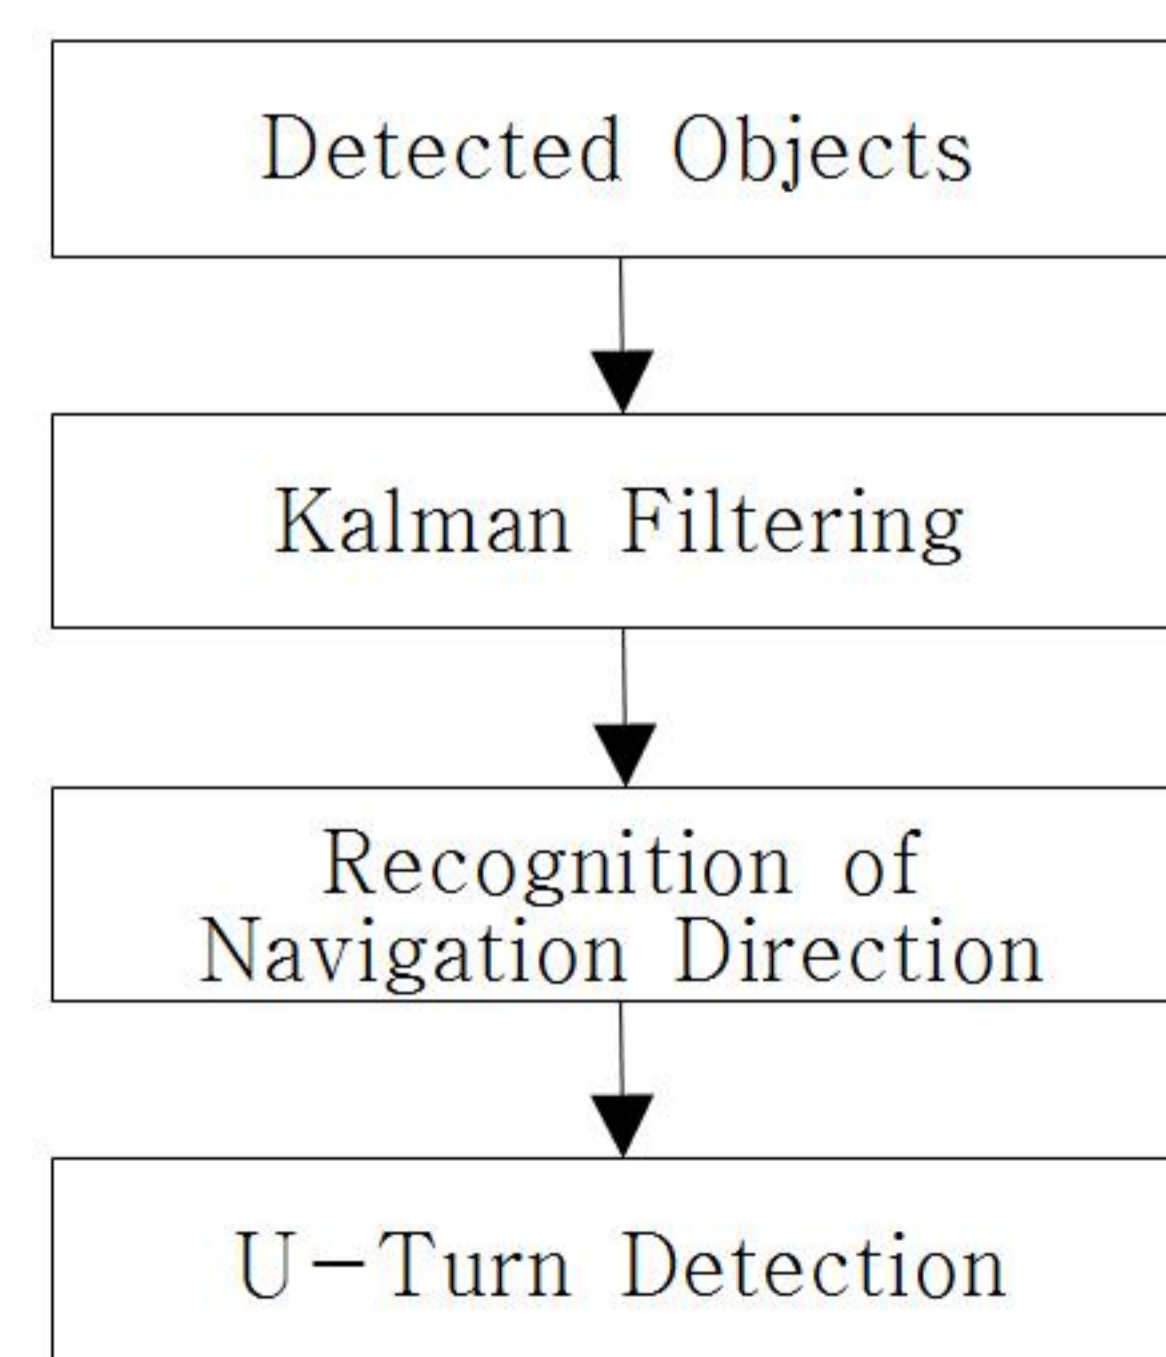 Detected Objects
Kalman Filtering
Recognition of
Navigation Direction
U-Turn Detection